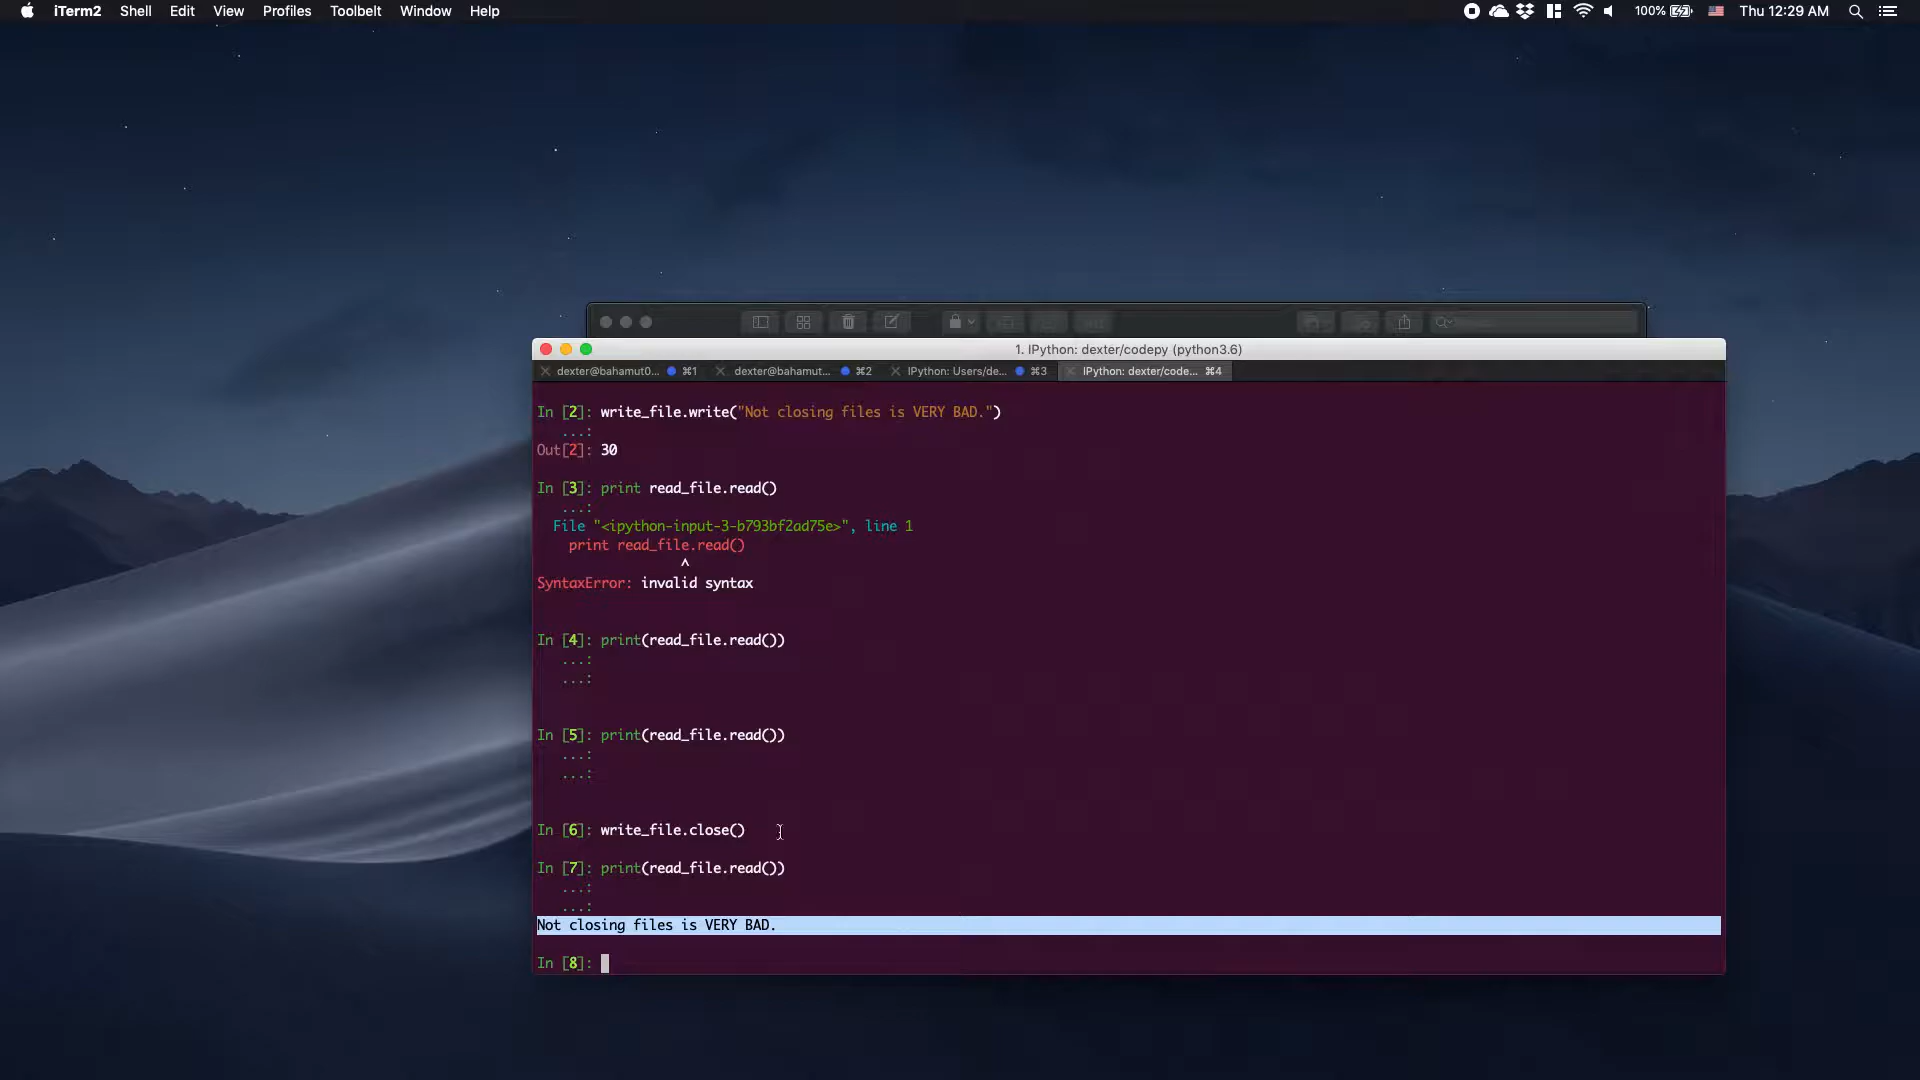 iTerm2 Shell Edit View Profiles Toolbelt Window Help 100% Thu 12:29 AM
1. IPython: dexter/codepy (python3.6)
dexter@bahamut0... ⌘1 dexter@bahamut... ⌘2 IPython: Users/de... ⌘3 IPython: dexter/code... ⌘4
In [2]: write_file.write("Not closing files is VERY BAD.")
...:
Out[2]: 30
In [3]: print read_file.read()
...:
File "<ipython-input-3-b793bf2ad75e>", line 1
print read_file.read()
^
SyntaxError: invalid syntax
In [4]: print(read_file.read())
...:
...:
In [5]: print(read_file.read())
...:
...:
In [6]: write_file.close()
In [7]: print(read_file.read())
...:
...:
Not closing files is VERY BAD.
In [8]: